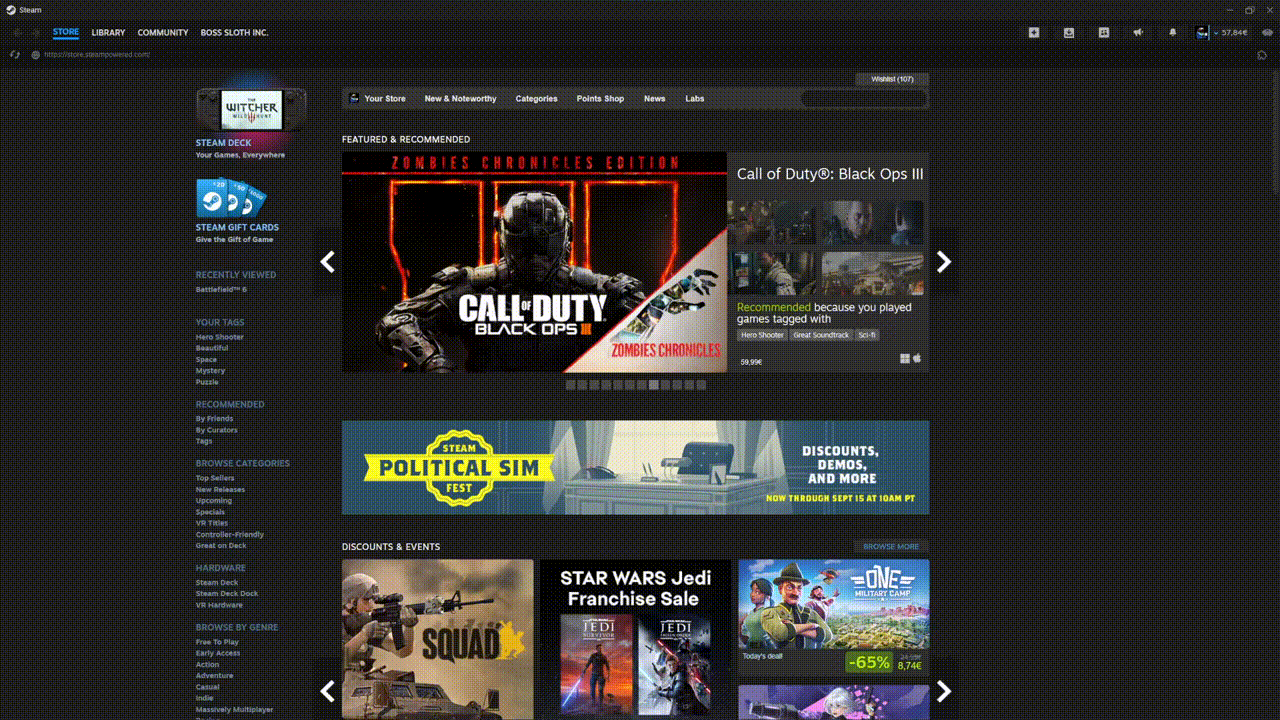 Steam
STORE LIBRARY COMMUNITY BOSS SLOTH INC.
57,84€
https://store.steampowered.com/
Wishlist (107)
Your Store New & Noteworthy Categories Points Shop News Labs
THE WITCHER WILD HUNT
STEAM DECK
Your Games, Everywhere
STEAM GIFT CARDS
Give the Gift of Game
RECENTLY VIEWED
Battlefield™ 6
YOUR TAGS
Hero Shooter
Beautiful
Space
Mystery
Puzzle
RECOMMENDED
By Friends
By Curators
Tags
BROWSE CATEGORIES
Top Sellers
New Releases
Upcoming
Specials
VR Titles
Controller-Friendly
Great on Deck
HARDWARE
Steam Deck
Steam Deck Dock
VR Hardware
BROWSE BY GENRE
Free To Play
Early Access
Action
Adventure
Casual
Indie
Massively Multiplayer
FEATURED & RECOMMENDED
ZOMBIES CHRONICLES EDITION
CALL OF DUTY
BLACK OPS III
ZOMBIES CHRONICLES
Call of Duty®: Black Ops III
Recommended because you played
games tagged with
Hero Shooter Great Soundtrack Sci-fi
59,99€
STEAM
POLITICAL SIM
FEST
DISCOUNTS,
DEMOS,
AND MORE
NOW THROUGH SEPT 15 AT 10AM PT
DISCOUNTS & EVENTS
BROWSE MORE
SQUAD
STAR WARS Jedi
Franchise Sale
JEDI
SURVIVOR
JEDI
FALLEN ORDER
ONE
MILITARY CAMP
Today's deal!
-65%
8,74€